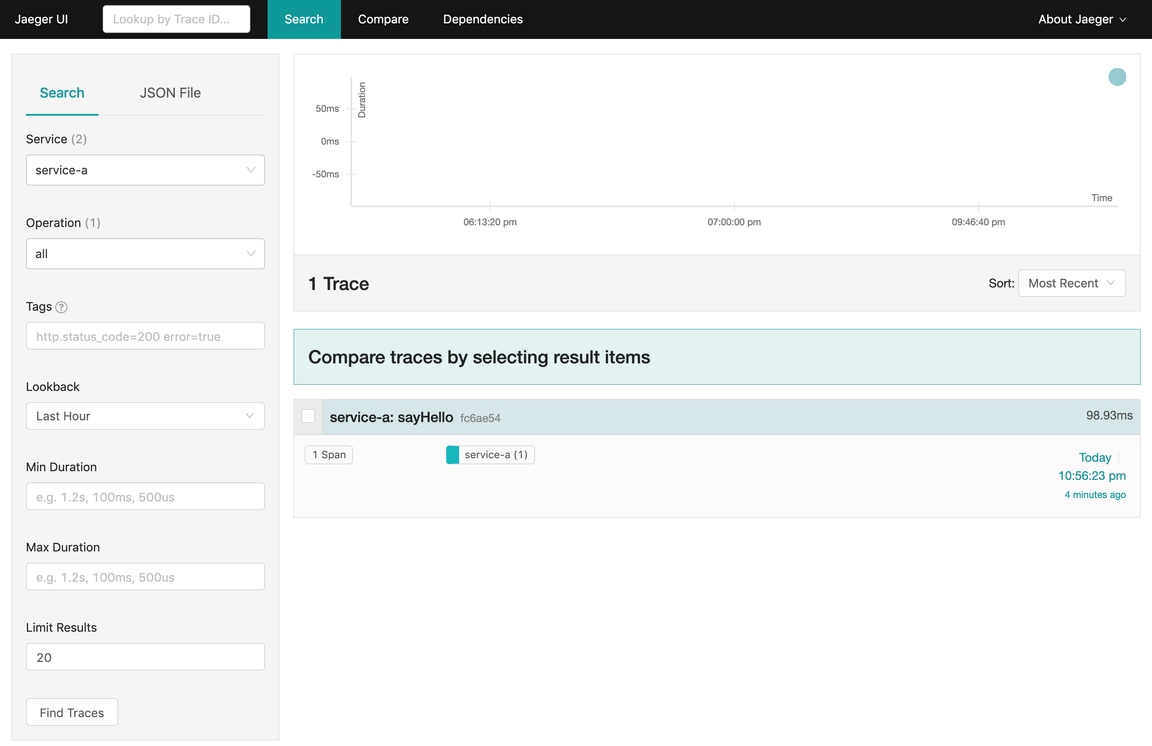 Jaeger UI
Lookup by Trace ID...
Search
Compare
Dependencies
About Jaeger
Search
JSON File
Service (2)
service-a
Operation (1)
all
Tags ?
http.status_code=200 error=true
Lookback
Last Hour
Min Duration
e.g. 1.2s, 100ms, 500us
Max Duration
e.g. 1.2s, 100ms, 500us
Limit Results
20
Find Traces
Duration
50ms
0ms
-50ms
Time
06:13:20 pm
07:00:00 pm
09:46:40 pm
1 Trace
Sort: Most Recent
Compare traces by selecting result items
service-a: sayHello fc6ae54
98.93ms
1 Span
service-a (1)
Today
10:56:23 pm
4 minutes ago